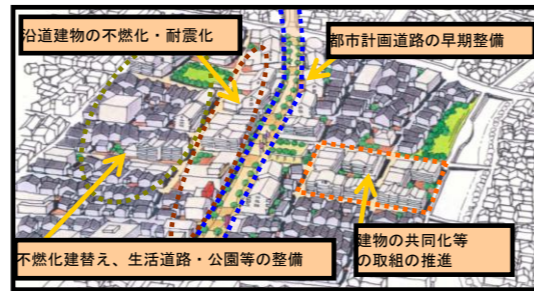 沿道建物の不燃化・耐震化
都市計画道路の早期整備
不燃化建替え、生活道路・公園等の整備
建物の共同化等
の取組の推進